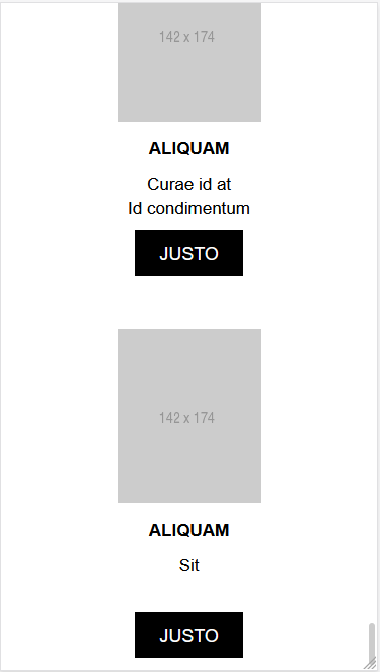 142 x 174
ALIQUAM
Curae id at
Id condimentum
JUSTO
142 x 174
ALIQUAM
Sit
JUSTO